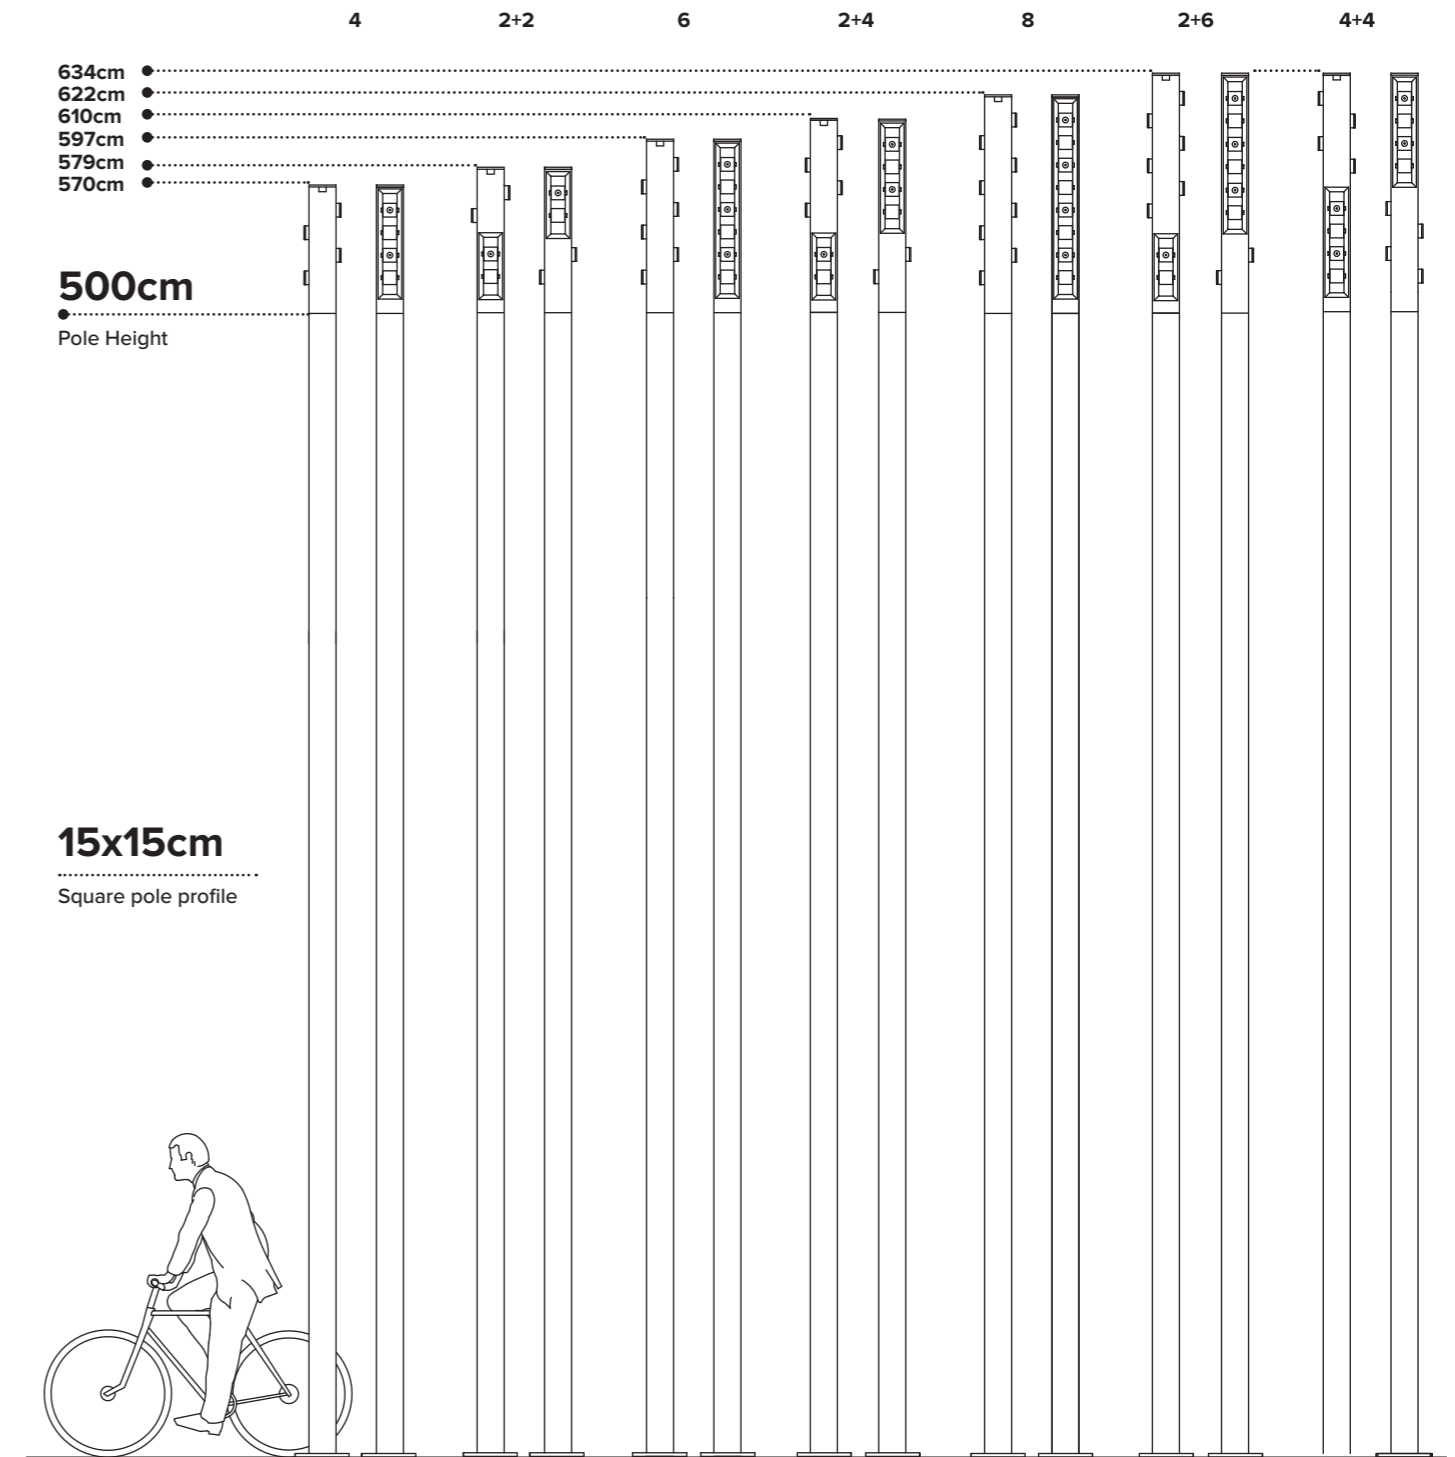 4 2+2 6 2+4 8 2+6 4+4
634cm
622cm
610cm
597cm
579cm
570cm
500cm
Pole Height
15x15cm
Square pole profile